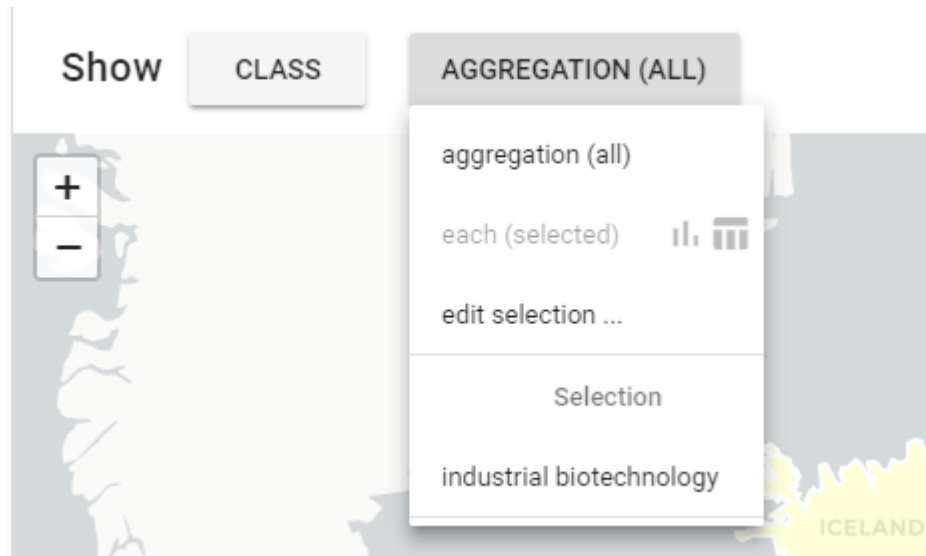 Show CLASS AGGREGATION (ALL)
aggregation (all)
+
each (selected)
−
edit selection ...
Selection
industrial biotechnology
ICELAND